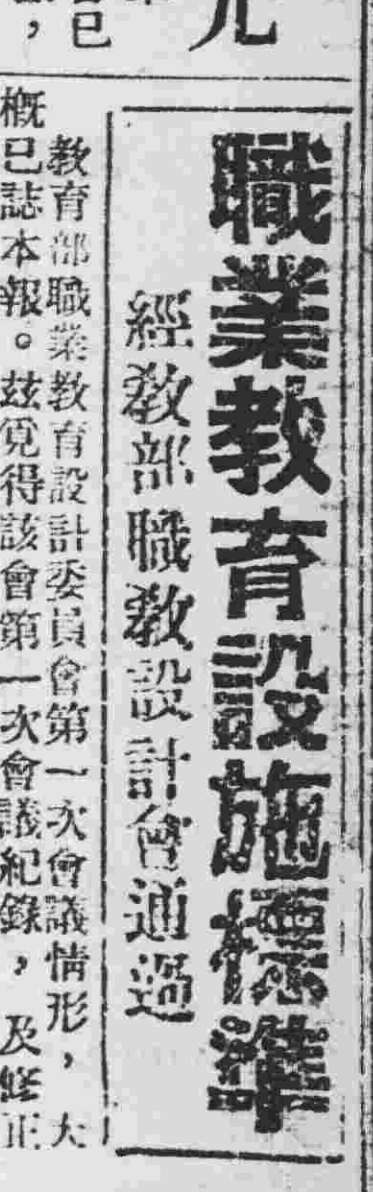 職業教育設施標準
經教部職教設計會通過
教育部職業教育設計委員會第一次會議情形，大
概已誌本報。茲覓得該會第一次會議紀錄，及修正